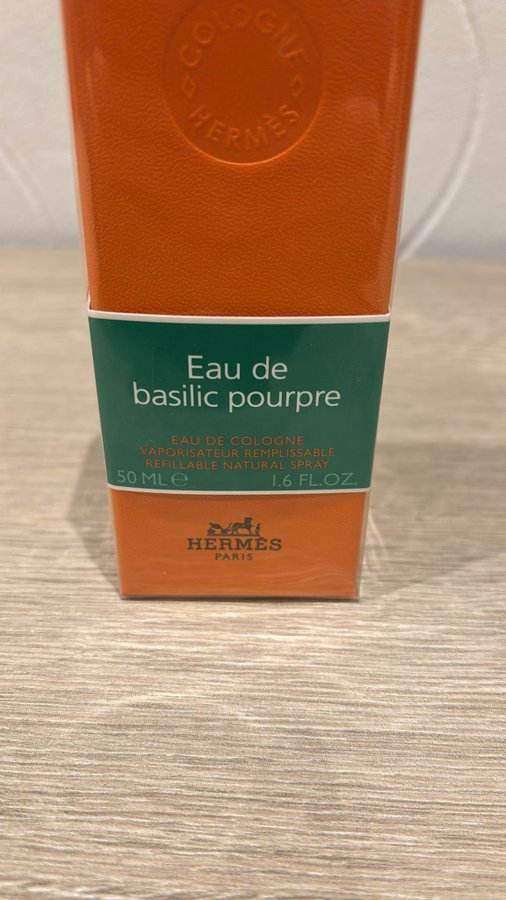 COLOGNE
HERMÈS
Eau de
basilic pourpre
EAU DE COLOGNE
VAPORISATEUR REMPLISSABLE
REFILLABLE NATURAL SPRAY
50 ML ℮ 1.6 FL.OZ.
HERMÈS
PARIS